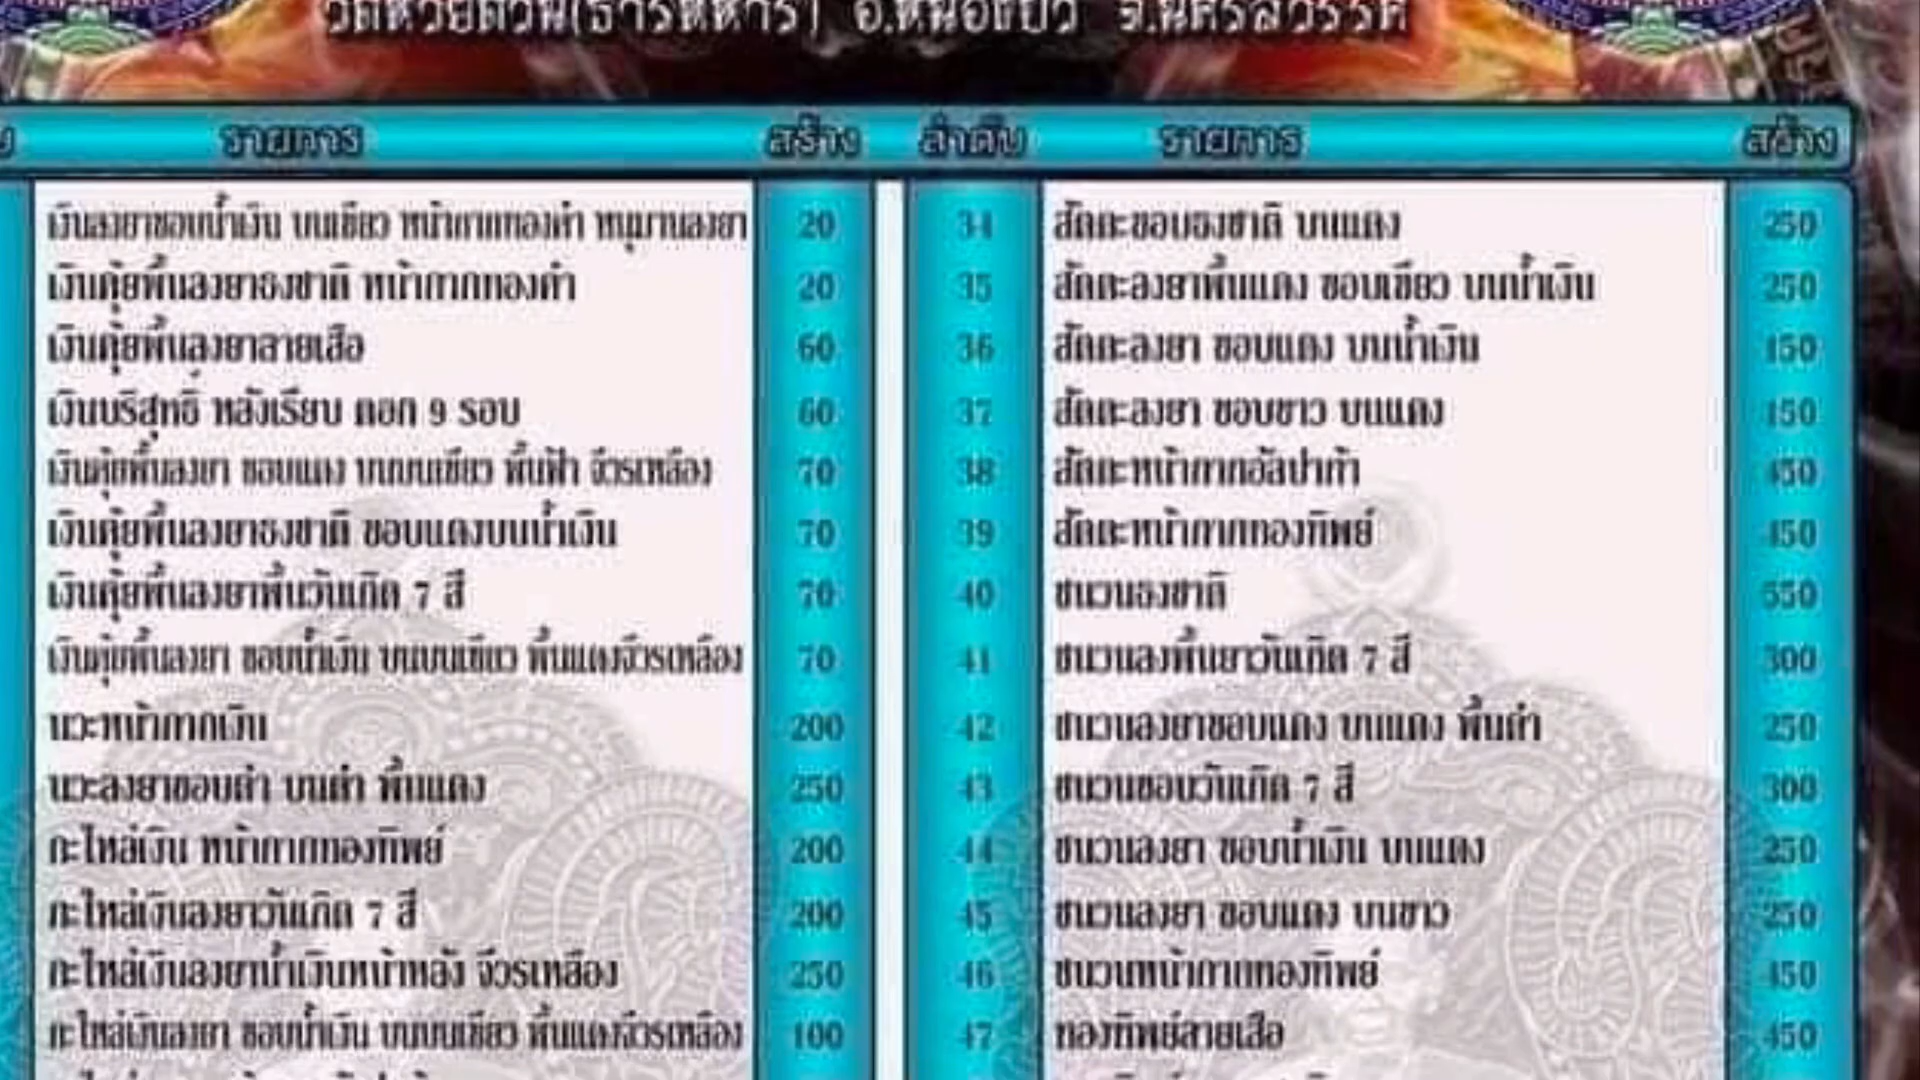 วัดห้วยด้วน(ธารทหาร) อ.หนองบัว จ.นครสวรรค์
รายการ สร้าง ลำดับ รายการ สร้าง
เงินลงยาขอบน้ำเงิน บนเขียว หน้ากากทองคำ หนุมานลงยา 20
เงินคุ้ยพื้นลงยาธงชาติ หน้ากากทองคำ 20
เงินคุ้ยพื้นลงยาลายเสือ 60
เงินบริสุทธิ์ หลังเรียบ ตอก 9 รอบ 60
เงินคุ้ยพื้นลงยา ขอบแดง บนบนเขียว พื้นฟ้า จีวรเหลือง 70
เงินคุ้ยพื้นลงยาธงชาติ ขอบแดงบนน้ำเงิน 70
เงินคุ้ยพื้นลงยาพื้นวันเกิด 7 สี 70
เงินคุ้ยพื้นลงยา ขอบน้ำเงิน บนบนเขียว พื้นแดงจีวรเหลือง 70
นวะหน้ากากเงิน 200
นวะลงยาขอบดำ บนดำ พื้นแดง 250
กะไหล่เงิน หน้ากากทองทิพย์ 200
กะไหล่เงินลงยาวันเกิด 7 สี 200
กะไหล่เงินลงยาน้ำเงินหน้าหลัง จีวรเหลือง 250
กะไหล่เงินลงยา ขอบน้ำเงิน บนบนเขียว พื้นแดงจีวรเหลือง 100
34 สัตตะขอบธงชาติ บนแดง 250
35 สัตตะลงยาพื้นแดง ขอบเขียว บนน้ำเงิน 250
36 สัตตะลงยา ขอบแดง บนน้ำเงิน 150
37 สัตตะลงยา ขอบขาว บนแดง 150
38 สัตตะหน้ากากอัลปาก้า 450
39 สัตตะหน้ากากทองทิพย์ 450
40 ชนวนธงชาติ 550
41 ชนวนลงพื้นยาวันเกิด 7 สี 300
42 ชนวนลงยาขอบแดง บนแดง พื้นดำ 250
43 ชนวนขอบวันเกิด 7 สี 300
44 ชนวนลงยา ขอบน้ำเงิน บนแดง 250
45 ชนวนลงยา ขอบแดง บนขาว 250
46 ชนวนหน้ากากทองทิพย์ 450
47 ทองทิพย์ลายเสือ 450